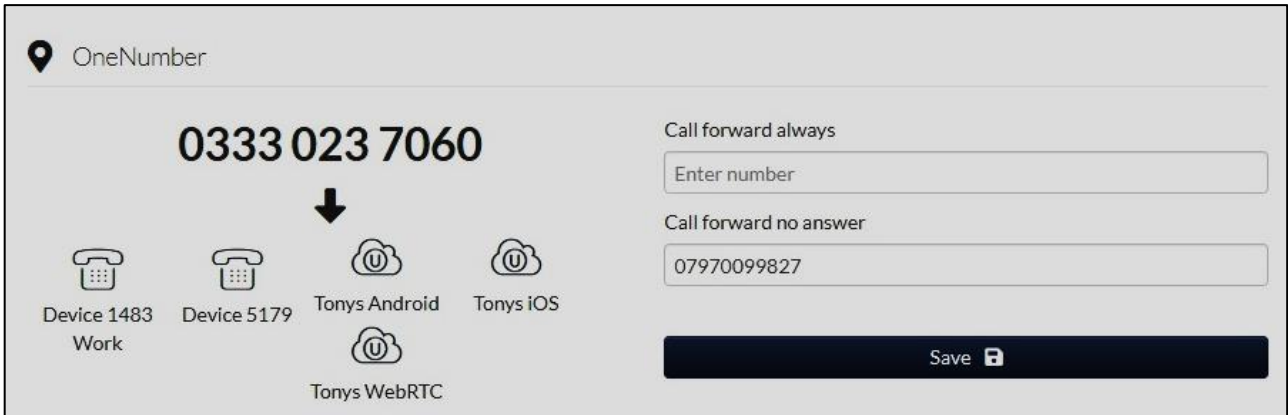 OneNumber
0333 023 7060
Device 1483
Work
Device 5179
Tonys Android
Tonys iOS
Tonys WebRTC
Call forward always
Enter number
Call forward no answer
07970099827
Save